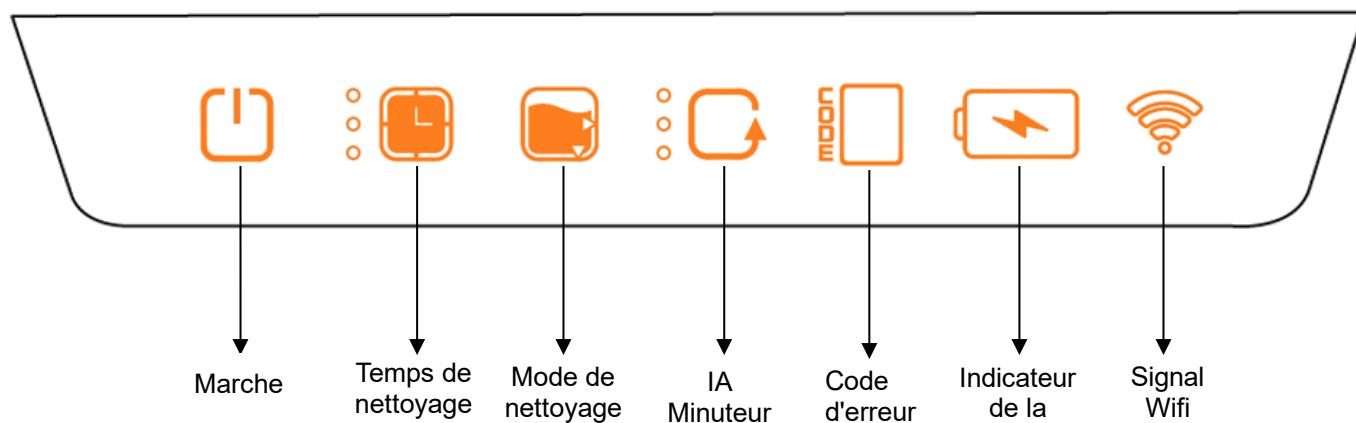 CODE
Marche
Temps de
nettoyage
Mode de
nettoyage
IA
Minuteur
Code
d'erreur
Indicateur
de la
Signal
Wifi